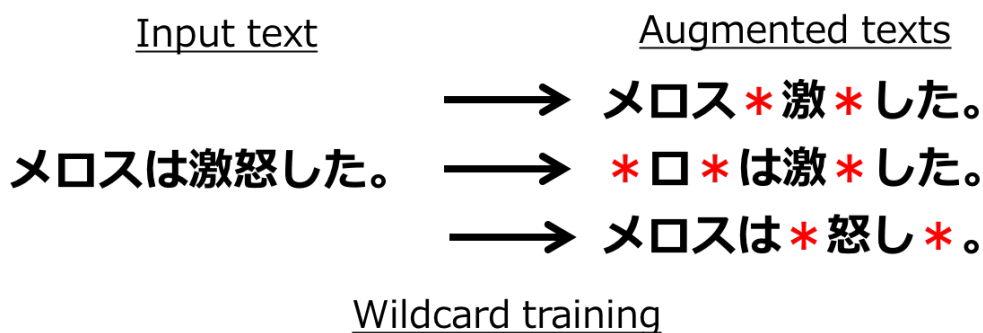 Input text
Augmented texts
メロス*激*した。
メロスは激怒した。
*ロ*は激*した。
メロスは*怒し*。
Wildcard training